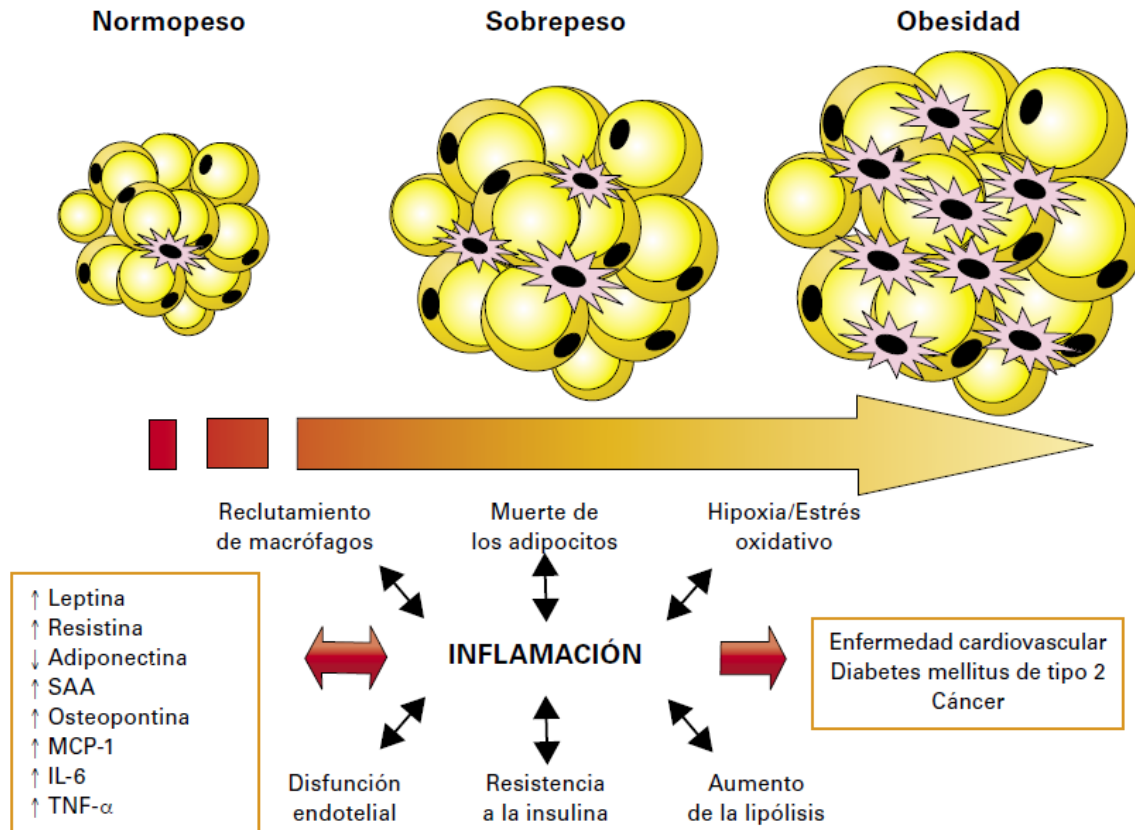 Normopeso
Sobrepeso
Obesidad
Reclutamiento
de macrófagos
Muerte de
los adipocitos
Hipoxia/Estrés
oxidativo
↑ Leptina
↑ Resistina
↓ Adiponectina
↑ SAA
↑ Osteopontina
↑ MCP-1
↑ IL-6
↑ TNF-α
INFLAMACIÓN
Enfermedad cardiovascular
Diabetes mellitus de tipo 2
Cáncer
Disfunción
endotelial
Resistencia
a la insulina
Aumento
de la lipólisis